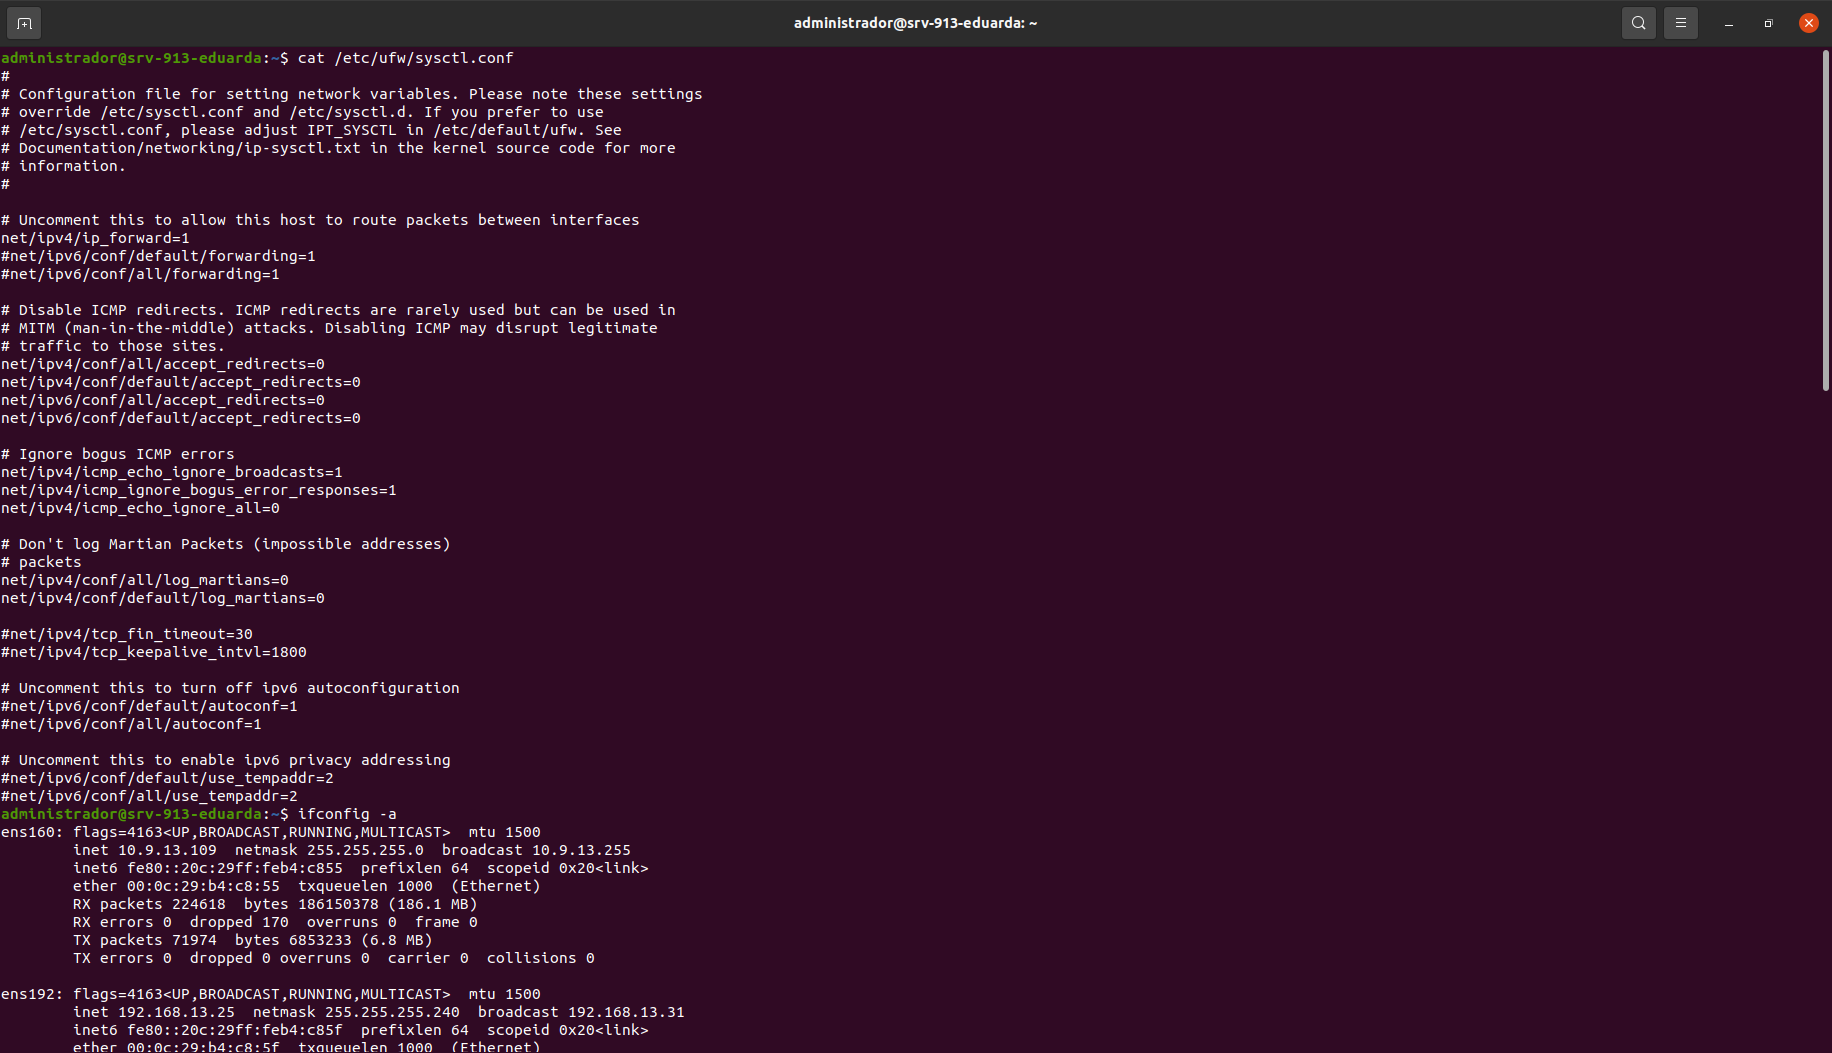 administrador@srv-913-eduarda: ~
administrador@srv-913-eduarda:~$ cat /etc/ufw/sysctl.conf
#
# Configuration file for setting network variables. Please note these settings
# override /etc/sysctl.conf and /etc/sysctl.d. If you prefer to use
# /etc/sysctl.conf, please adjust IPT_SYSCTL in /etc/default/ufw. See
# Documentation/networking/ip-sysctl.txt in the kernel source code for more
# information.
#
# Uncomment this to allow this host to route packets between interfaces
net/ipv4/ip_forward=1
#net/ipv6/conf/default/forwarding=1
#net/ipv6/conf/all/forwarding=1
# Disable ICMP redirects. ICMP redirects are rarely used but can be used in
# MITM (man-in-the-middle) attacks. Disabling ICMP may disrupt legitimate
# traffic to those sites.
net/ipv4/conf/all/accept_redirects=0
net/ipv4/conf/default/accept_redirects=0
net/ipv6/conf/all/accept_redirects=0
net/ipv6/conf/default/accept_redirects=0
# Ignore bogus ICMP errors
net/ipv4/icmp_echo_ignore_broadcasts=1
net/ipv4/icmp_ignore_bogus_error_responses=1
net/ipv4/icmp_echo_ignore_all=0
# Don't log Martian Packets (impossible addresses)
# packets
net/ipv4/conf/all/log_martians=0
net/ipv4/conf/default/log_martians=0
#net/ipv4/tcp_fin_timeout=30
#net/ipv4/tcp_keepalive_intvl=1800
# Uncomment this to turn off ipv6 autoconfiguration
#net/ipv6/conf/default/autoconf=1
#net/ipv6/conf/all/autoconf=1
# Uncomment this to enable ipv6 privacy addressing
#net/ipv6/conf/default/use_tempaddr=2
#net/ipv6/conf/all/use_tempaddr=2
administrador@srv-913-eduarda:~$ ifconfig -a
ens160: flags=4163<UP,BROADCAST,RUNNING,MULTICAST>  mtu 1500
        inet 10.9.13.109  netmask 255.255.255.0  broadcast 10.9.13.255
        inet6 fe80::20c:29ff:feb4:c855  prefixlen 64  scopeid 0x20<link>
        ether 00:0c:29:b4:c8:55  txqueuelen 1000  (Ethernet)
        RX packets 224618  bytes 186150378 (186.1 MB)
        RX errors 0  dropped 170  overruns 0  frame 0
        TX packets 71974  bytes 6853233 (6.8 MB)
        TX errors 0  dropped 0 overruns 0  carrier 0  collisions 0
ens192: flags=4163<UP,BROADCAST,RUNNING,MULTICAST>  mtu 1500
        inet 192.168.13.25  netmask 255.255.255.240  broadcast 192.168.13.31
        inet6 fe80::20c:29ff:feb4:c85f  prefixlen 64  scopeid 0x20<link>
        ether 00:0c:29:b4:c8:5f  txqueuelen 1000  (Ethernet)